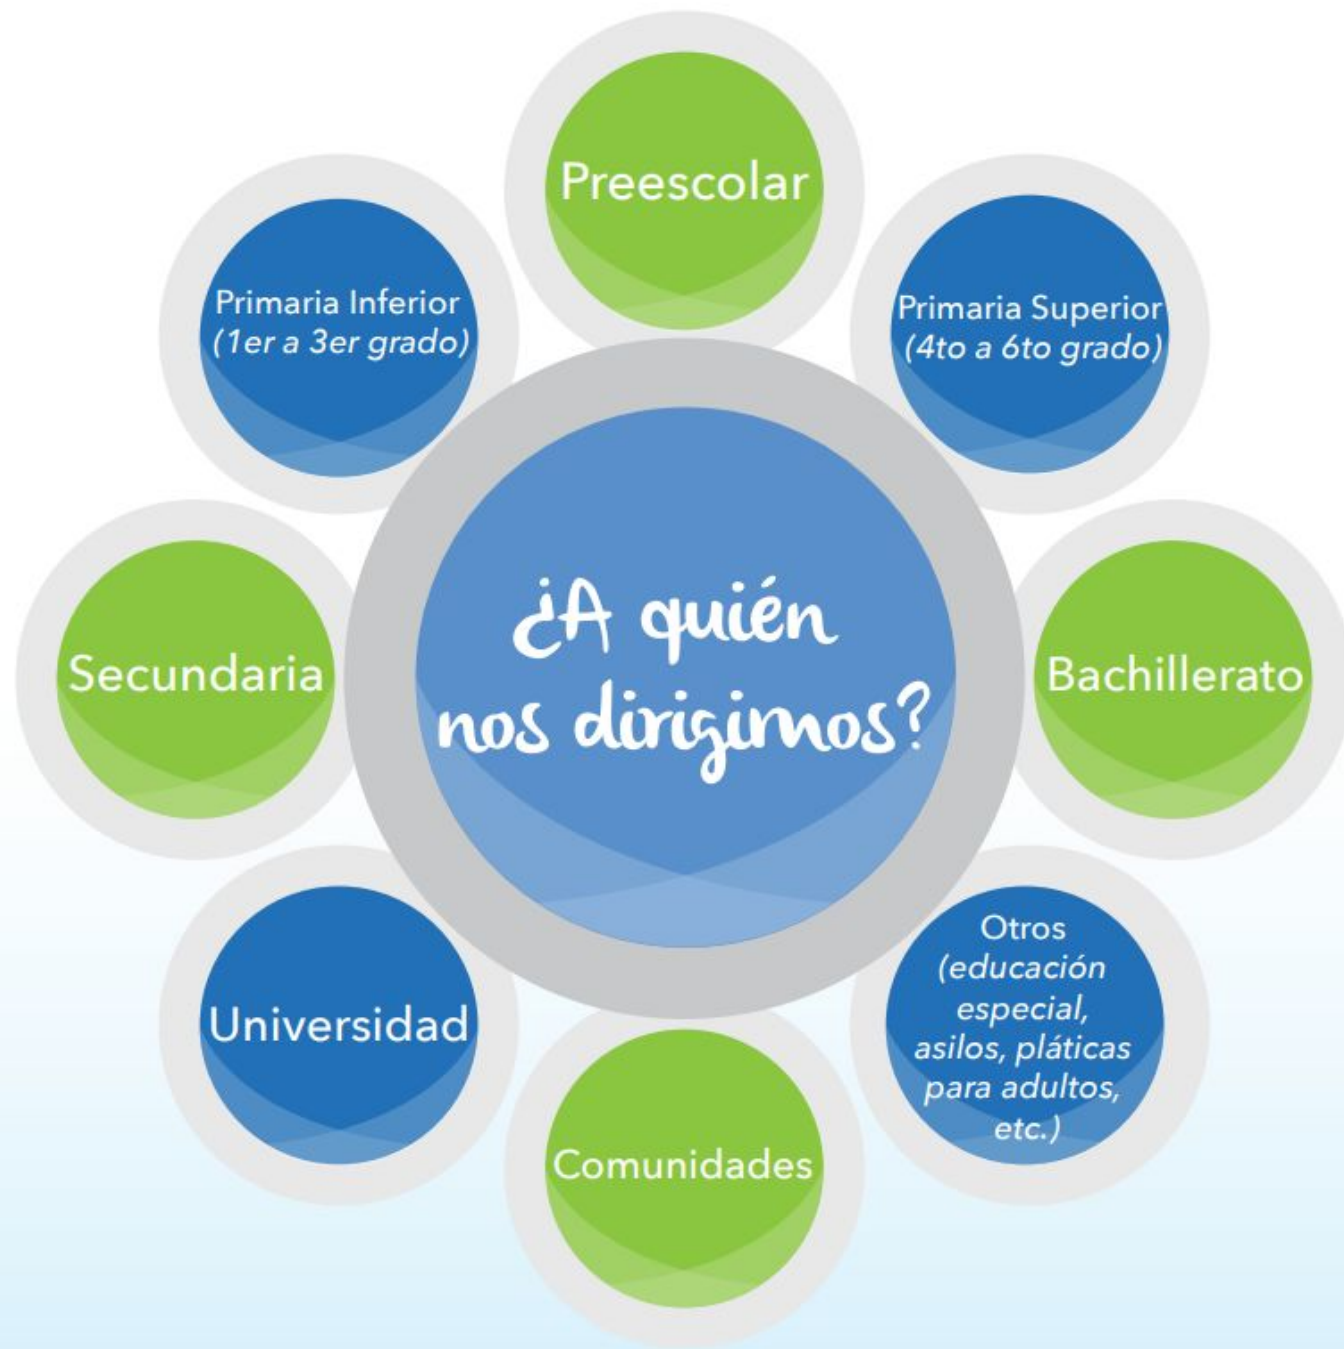 Preescolar
Primaria Inferior
(1er a 3er grado)
Primaria Superior
(4to a 6to grado)
¿A quién
nos dirigimos?
Secundaria
Bachillerato
Universidad
Otros
(educación
especial,
asilos, pláticas
para adultos,
etc.)
Comunidades